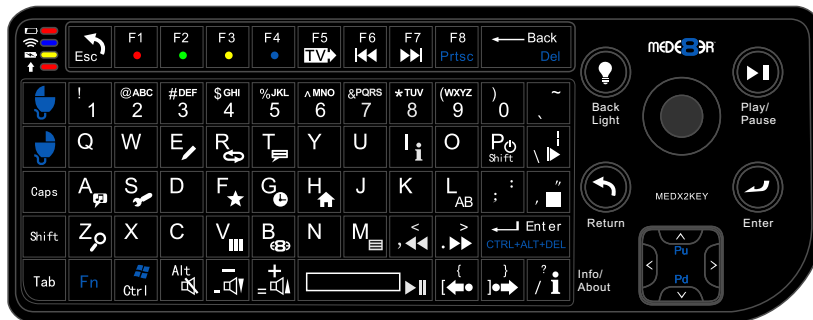 Esc F1 F2 F3 F4 F5 F6 F7 F8 Back
TV Prtsc Del
MEDE8ER
! @ABC #DEF $GHI %JKL ^MNO &PQRS *TUV (WXYZ ) ~
1 2 3 4 5 6 7 8 9 0 `
Back
Light
Play/
Pause
Q W E R T Y U I i O P \ |
Shift
Caps A S D F G H J K L ; : , "
AB
MEDX2KEY
Return
Enter
Shift Z X C V B N M , < . > Enter
CTRL+ALT+DEL
Tab Fn Ctrl Alt - + = [ { ] } / ? i
Info/
About
Pu
< >
Pd